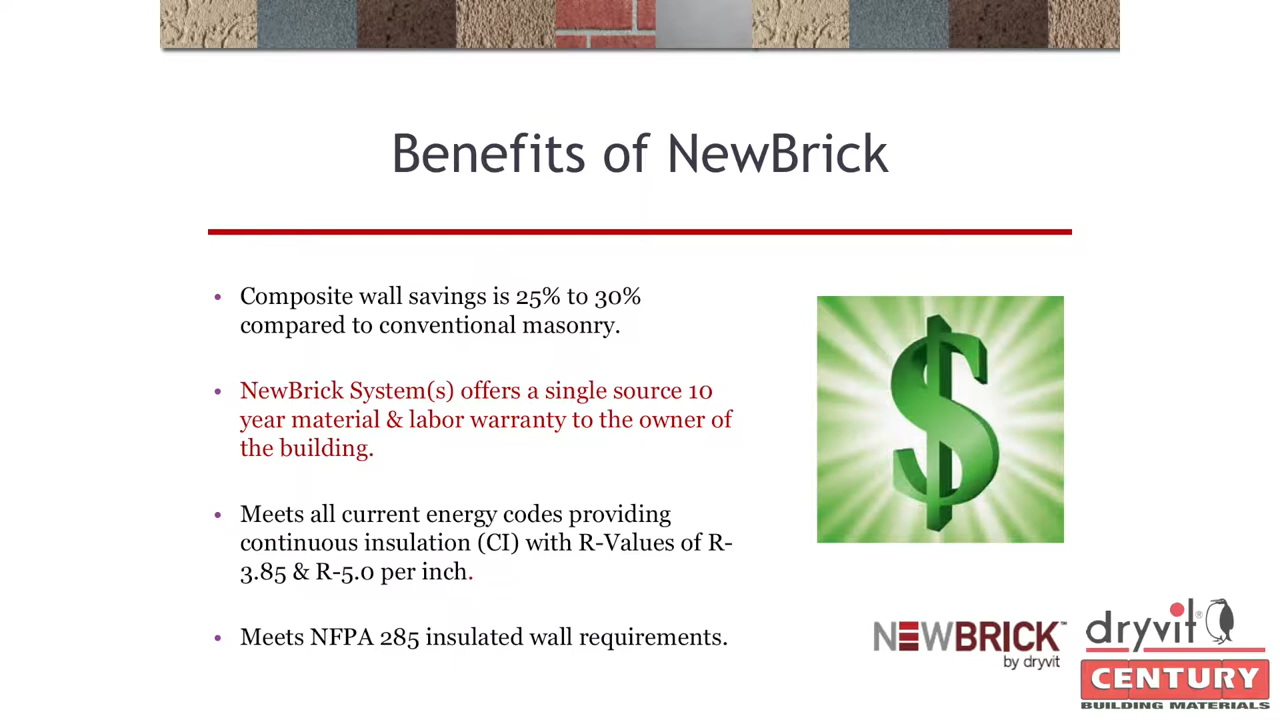 Benefits of NewBrick
• Composite wall savings is 25% to 30%
compared to conventional masonry.
• NewBrick System(s) offers a single source 10
year material & labor warranty to the owner of
the building.
• Meets all current energy codes providing
continuous insulation (CI) with R-Values of R-
3.85 & R-5.0 per inch.
• Meets NFPA 285 insulated wall requirements.
$
NEWBRICK™
by dryvit
dryvit®
CENTURY
BUILDING MATERIALS